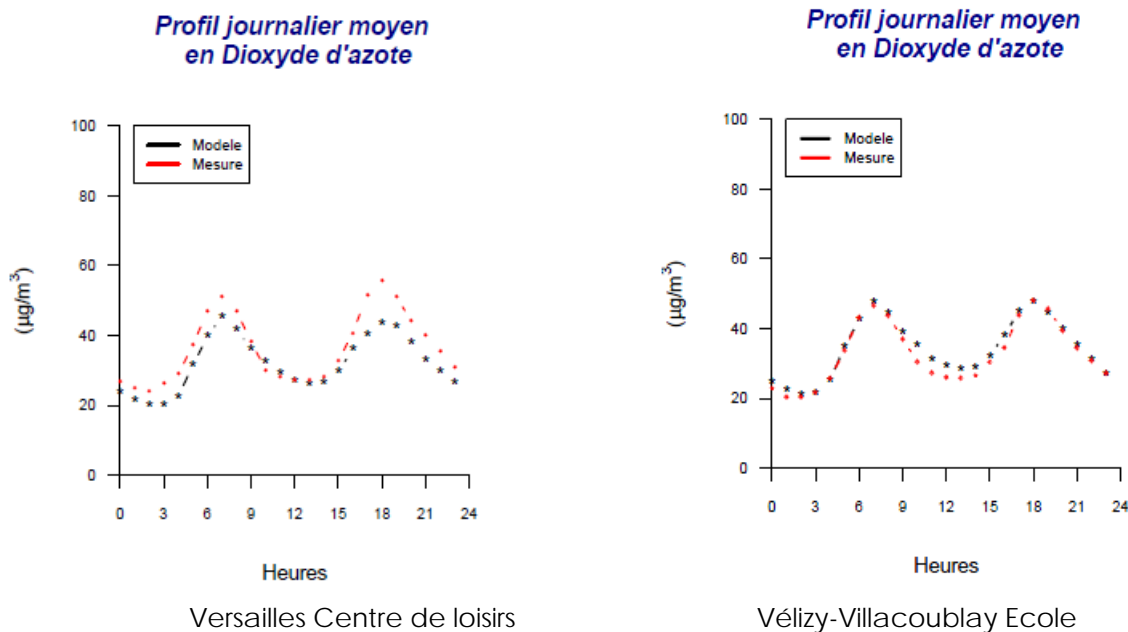 Profil journalier moyen
en Dioxyde d'azote
100
80
60
40
20
0
(µg/m³)
Modele
Mesure
0 3 6 9 12 15 18 21 24
Heures
Versailles Centre de loisirs
Profil journalier moyen
en Dioxyde d'azote
100
80
60
40
20
0
(µg/m³)
Modele
Mesure
0 3 6 9 12 15 18 21 24
Heures
Vélizy-Villacoublay Ecole